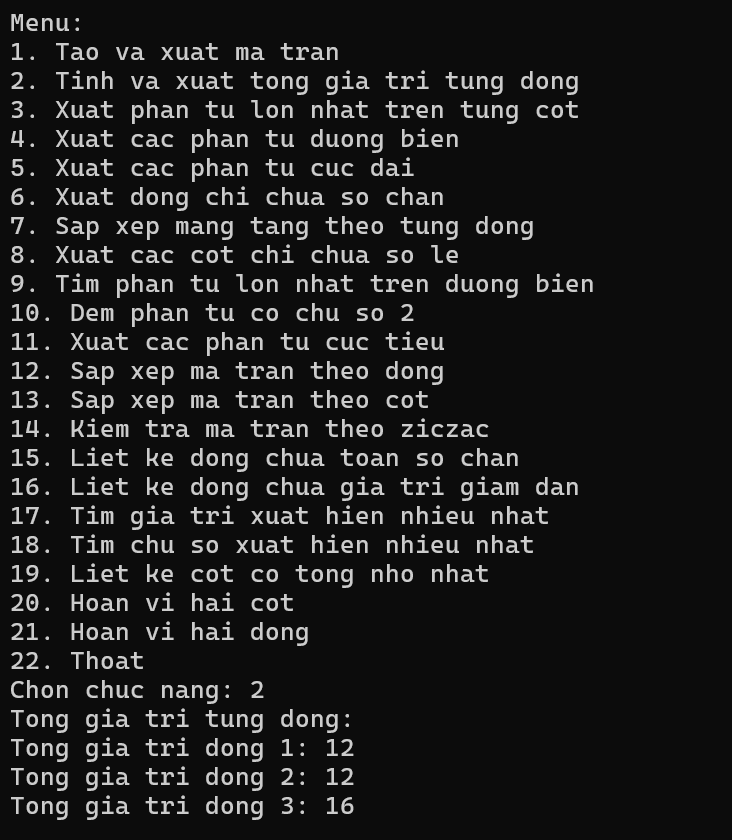 Menu:
1. Tao va xuat ma tran
2. Tinh va xuat tong gia tri tung dong
3. Xuat phan tu lon nhat tren tung cot
4. Xuat cac phan tu duong bien
5. Xuat cac phan tu cuc dai
6. Xuat dong chi chua so chan
7. Sap xep mang tang theo tung dong
8. Xuat cac cot chi chua so le
9. Tim phan tu lon nhat tren duong bien
10. Dem phan tu co chu so 2
11. Xuat cac phan tu cuc tieu
12. Sap xep ma tran theo dong
13. Sap xep ma tran theo cot
14. Kiem tra ma tran theo ziczac
15. Liet ke dong chua toan so chan
16. Liet ke dong chua gia tri giam dan
17. Tim gia tri xuat hien nhieu nhat
18. Tim chu so xuat hien nhieu nhat
19. Liet ke cot co tong nho nhat
20. Hoan vi hai cot
21. Hoan vi hai dong
22. Thoat
Chon chuc nang: 2
Tong gia tri tung dong:
Tong gia tri dong 1: 12
Tong gia tri dong 2: 12
Tong gia tri dong 3: 16